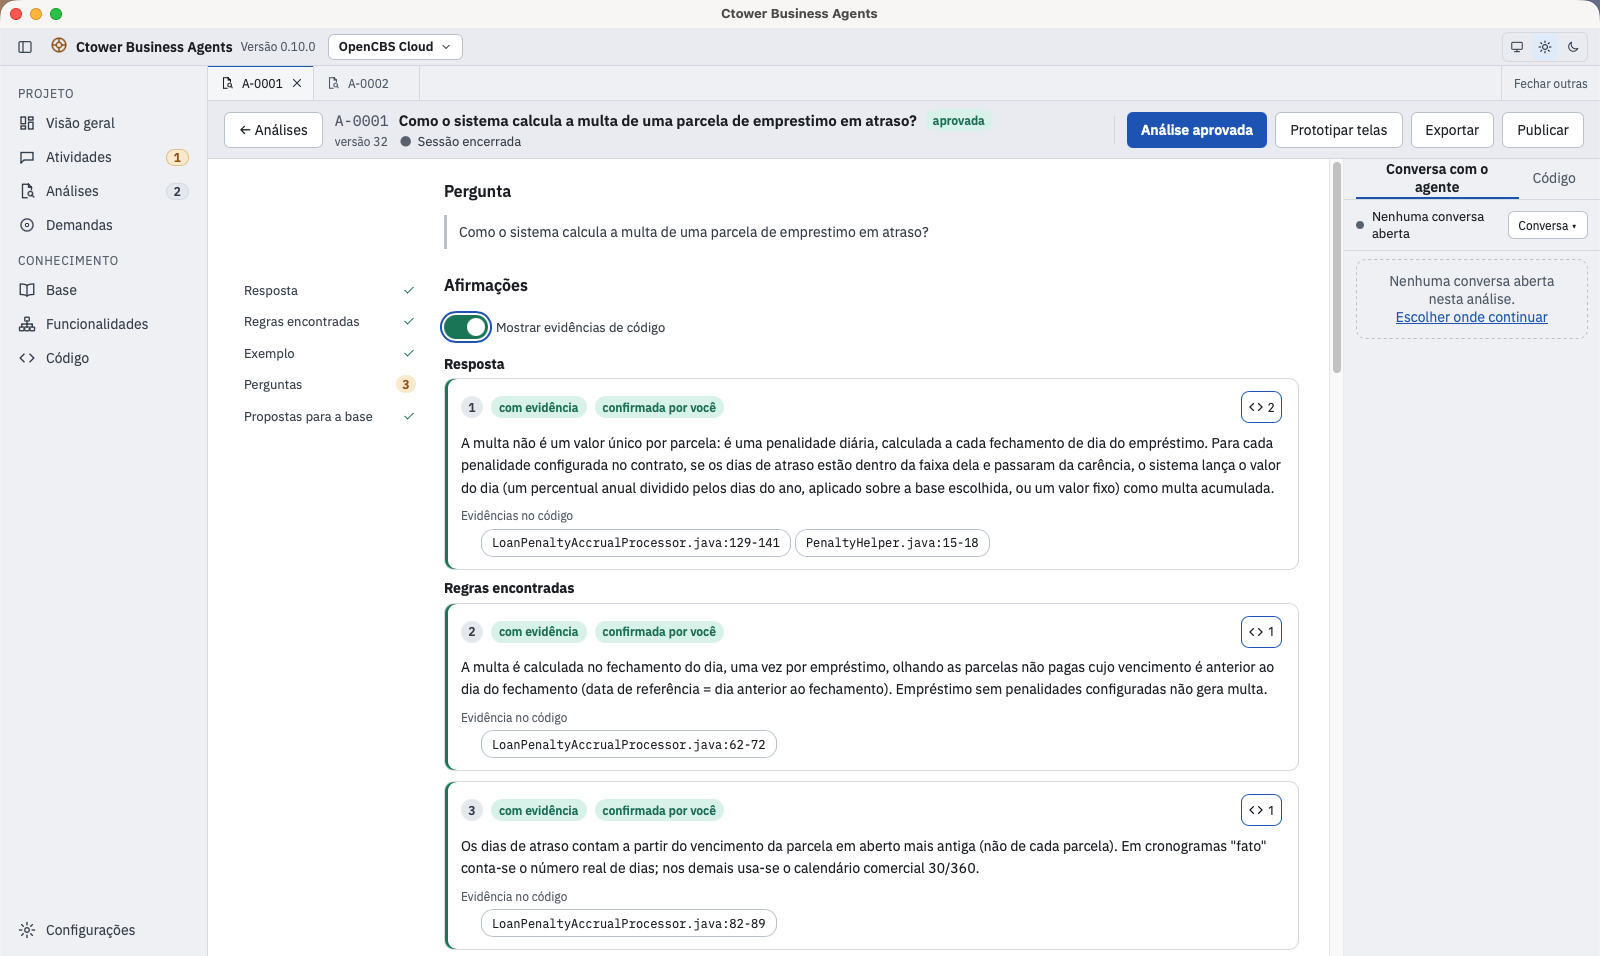 Ctower Business Agents
Ctower Business Agents Versão 0.10.0 OpenCBS Cloud
PROJETO
Visão geral
Atividades 1
Análises 2
Demandas
CONHECIMENTO
Base
Funcionalidades
Código
Configurações
A-0001
A-0002
Fechar outras
← Análises
A-0001 Como o sistema calcula a multa de uma parcela de emprestimo em atraso? aprovada
versão 32 Sessão encerrada
Análise aprovada
Prototipar telas
Exportar
Publicar
Resposta
Regras encontradas
Exemplo
Perguntas 3
Propostas para a base
Pergunta
Como o sistema calcula a multa de uma parcela de emprestimo em atraso?
Afirmações
Mostrar evidências de código
Resposta
1 com evidência confirmada por você <> 2
A multa não é um valor único por parcela: é uma penalidade diária, calculada a cada fechamento de dia do empréstimo. Para cada
penalidade configurada no contrato, se os dias de atraso estão dentro da faixa dela e passaram da carência, o sistema lança o valor
do dia (um percentual anual dividido pelos dias do ano, aplicado sobre a base escolhida, ou um valor fixo) como multa acumulada.
Evidências no código
LoanPenaltyAccrualProcessor.java:129-141 PenaltyHelper.java:15-18
Regras encontradas
2 com evidência confirmada por você <> 1
A multa é calculada no fechamento do dia, uma vez por empréstimo, olhando as parcelas não pagas cujo vencimento é anterior ao
dia do fechamento (data de referência = dia anterior ao fechamento). Empréstimo sem penalidades configuradas não gera multa.
Evidência no código
LoanPenaltyAccrualProcessor.java:62-72
3 com evidência confirmada por você <> 1
Os dias de atraso contam a partir do vencimento da parcela em aberto mais antiga (não de cada parcela). Em cronogramas "fato"
conta-se o número real de dias; nos demais usa-se o calendário comercial 30/360.
Evidência no código
LoanPenaltyAccrualProcessor.java:82-89
Conversa com o
agente
Código
Nenhuma conversa
aberta
Conversa ▾
Nenhuma conversa aberta
nesta análise.
Escolher onde continuar